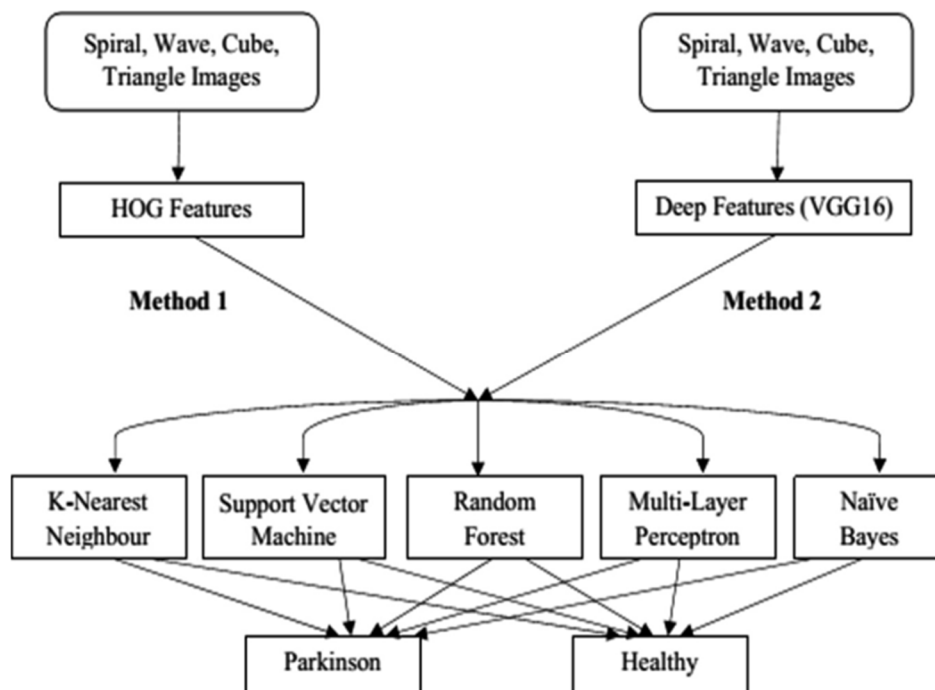 Spiral, Wave, Cube,
Triangle Images
Spiral, Wave, Cube,
Triangle Images
HOG Features
Deep Features (VGG16)
Method 1
Method 2
K-Nearest
Neighbour
Support Vector
Machine
Random
Forest
Multi-Layer
Perceptron
Naïve
Bayes
Parkinson
Healthy